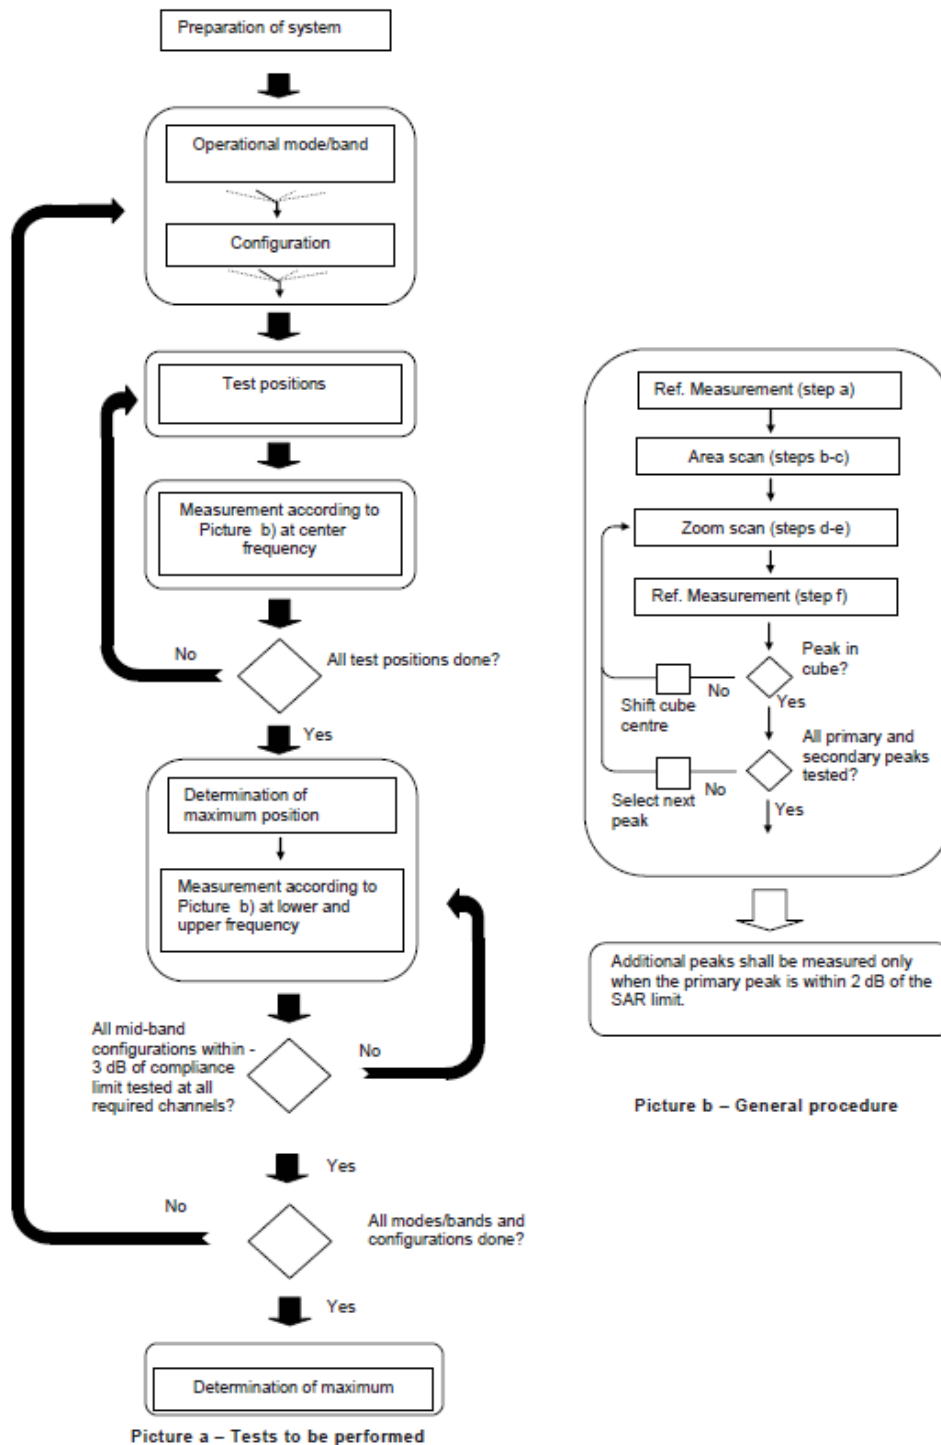 Preparation of system
Operational mode/band
Configuration
Test positions
Measurement according to
Picture b) at center
frequency
No
All test positions done?
Yes
Determination of
maximum position
Measurement according to
Picture b) at lower and
upper frequency
All mid-band
configurations within -
3 dB of compliance
limit tested at all
required channels?
No
Yes
No
All modes/bands and
configurations done?
Yes
Determination of maximum
Picture a – Tests to be performed
Ref. Measurement (step a)
Area scan (steps b-c)
Zoom scan (steps d-e)
Ref. Measurement (step f)
Peak in
cube?
No
Shift cube
centre
Yes
All primary and
secondary peaks
tested?
No
Select next
peak
Yes
Additional peaks shall be measured only
when the primary peak is within 2 dB of the
SAR limit.
Picture b – General procedure